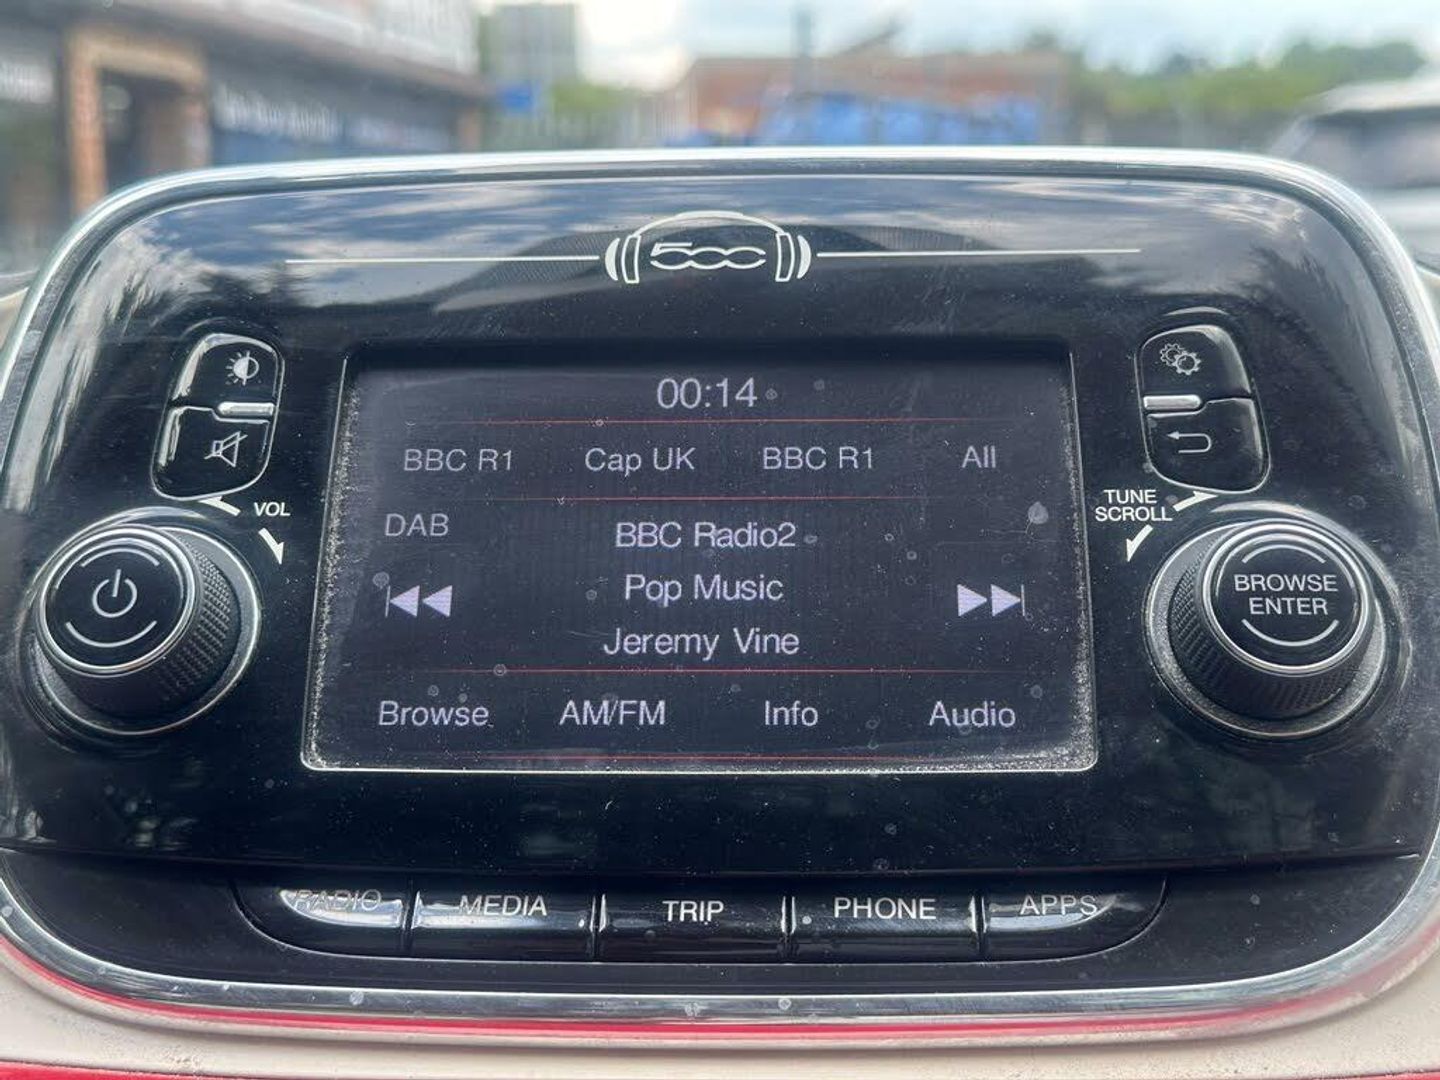 500
00:14
BBC R1 Cap UK BBC R1 All
VOL
TUNE
SCROLL
DAB
BBC Radio2
Pop Music
Jeremy Vine
BROWSE
ENTER
Browse AM/FM Info Audio
RADIO MEDIA TRIP PHONE APPS